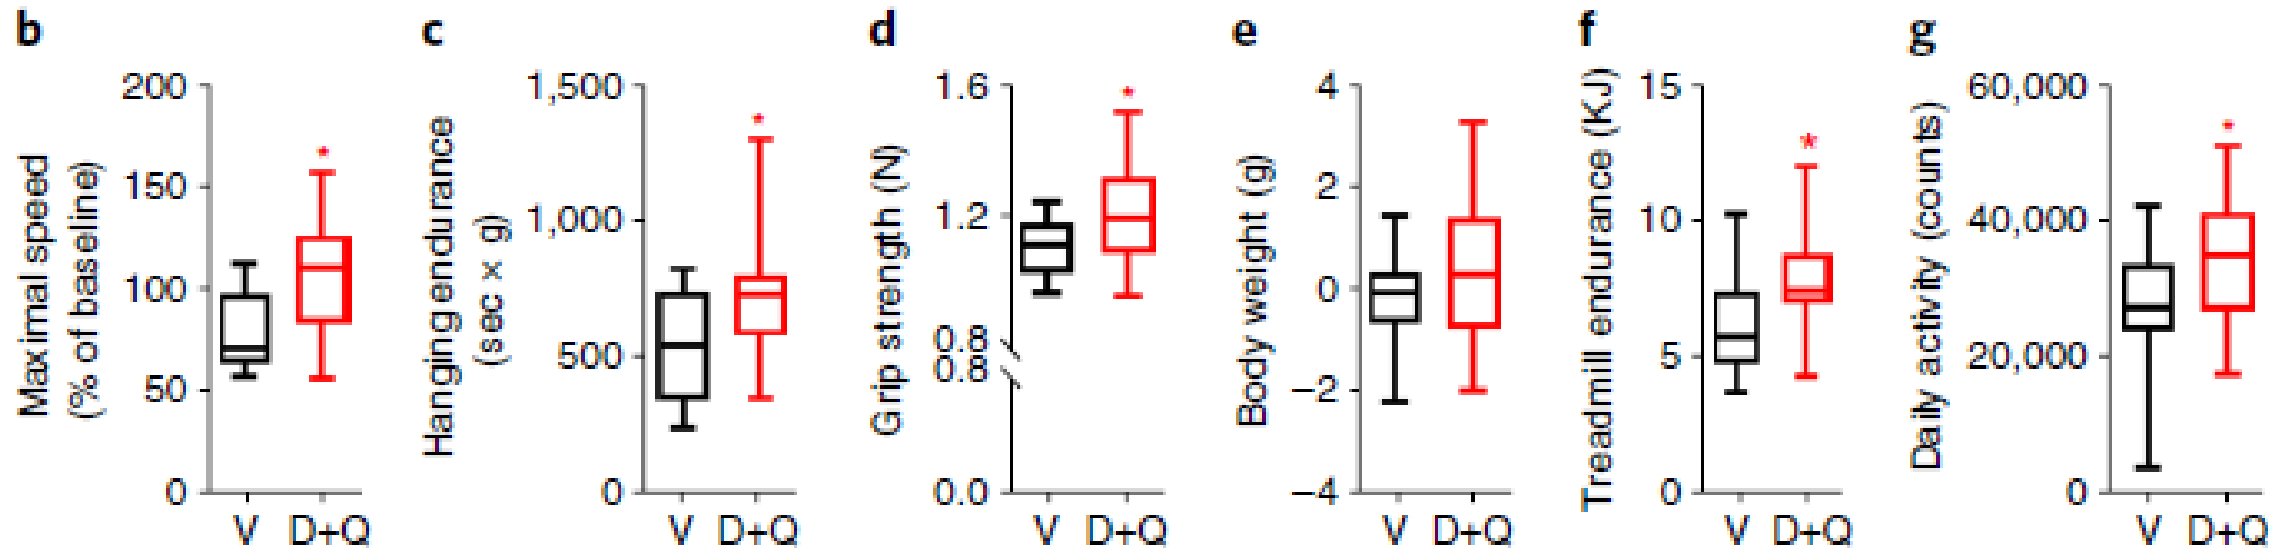 b
Maximal speed
(% of baseline)
200
150
100
50
0
*
V D+Q
c
Hanging endurance
(sec × g)
1,500
1,000
500
0
*
V D+Q
d
Grip strength (N)
1.6
1.2
0.8
0.8
0.0
*
V D+Q
e
Body weight (g)
4
2
0
−2
−4
V D+Q
f
Treadmill endurance (KJ)
15
10
5
0
*
V D+Q
g
Daily activity (counts)
60,000
40,000
20,000
0
*
V D+Q